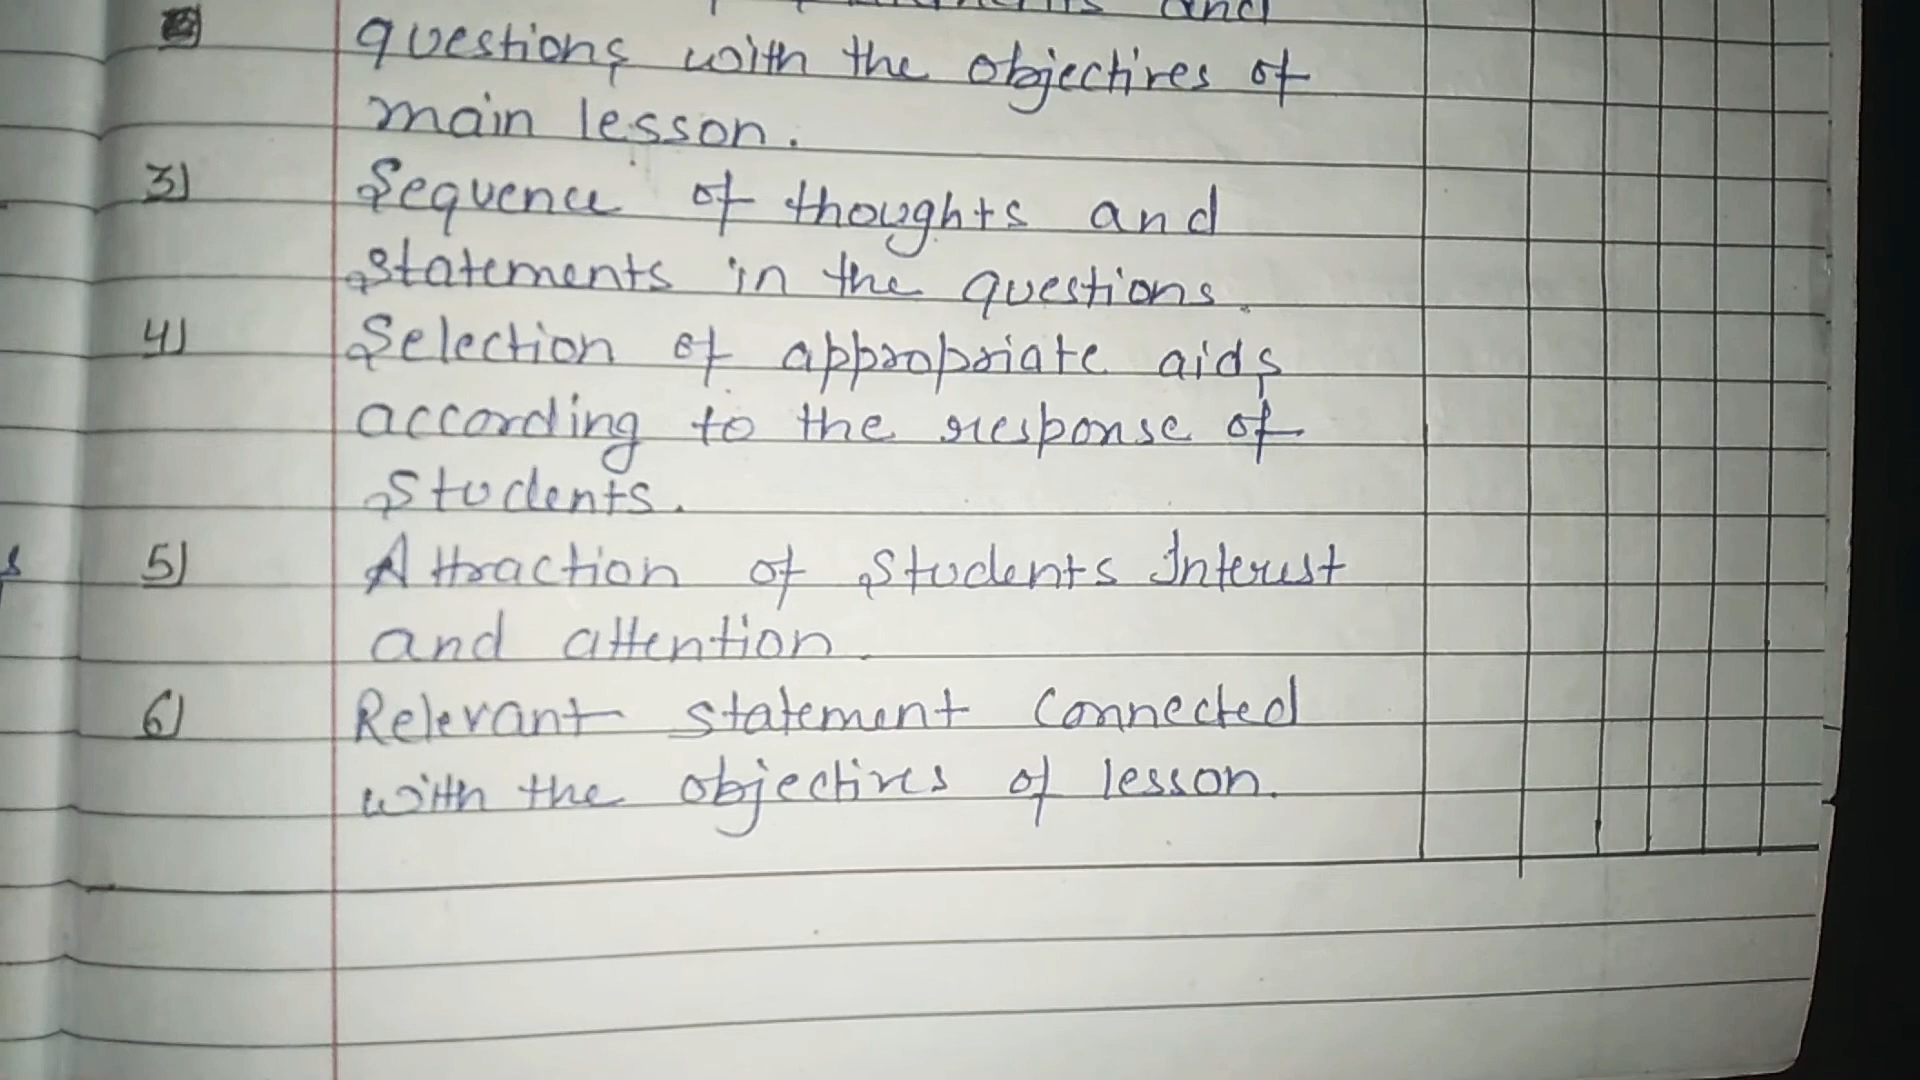 and
questions with the objectives of
main lesson.
3) Sequence of thoughts and
statements in the questions.
4) Selection of appropriate aids
according to the response of
students.
5) Attraction of students Interest
and attention.
6) Relevant statement connected
with the objectives of lesson.